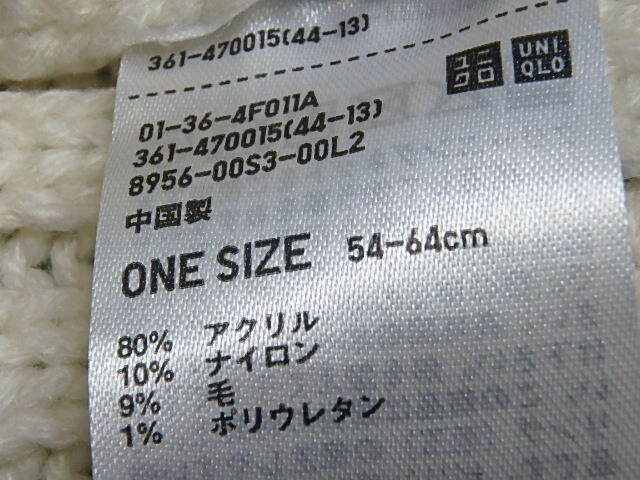 361-470015(44-13)
ユニ
クロ
UNI
QLO
01-36-4F011A
361-470015(44-13)
8956-00S3-00L2
中国製
ONE SIZE 54-64cm
80% アクリル
10% ナイロン
9% 毛
1% ポリウレタン